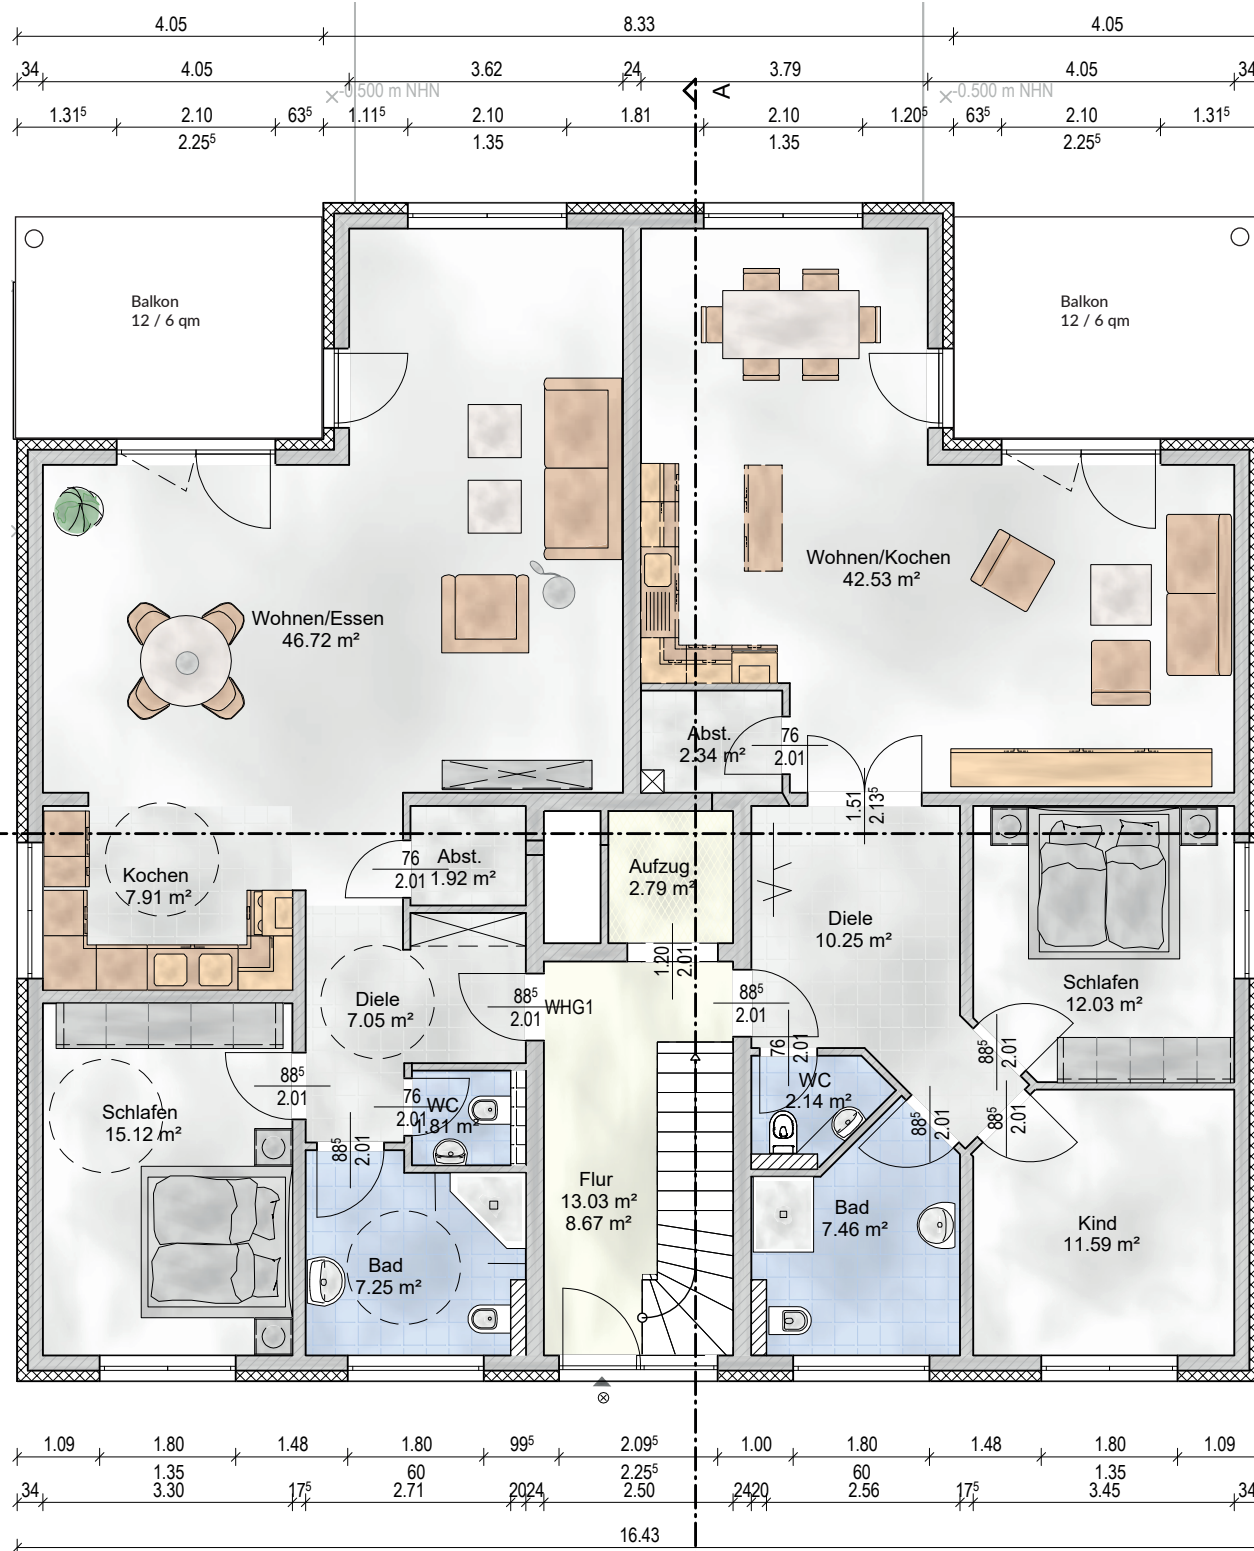 4.05 8.33 4.05
34 4.05 3.62 24 3.79 4.05 34
-0.500 m NHN -0.500 m NHN
A
1.31⁵ 2.10 63⁵ 1.11⁵ 2.10 1.81 2.10 1.20⁵ 63⁵ 2.10 1.31⁵
2.25⁵ 1.35 1.35 2.25⁵
Balkon
12 / 6 qm
Balkon
12 / 6 qm
Wohnen/Essen
46.72 m²
Wohnen/Kochen
42.53 m²
Abst.
2.34 m²
76
2.01
1.51
2.13⁵
Kochen
7.91 m²
76
2.01
Abst.
1.92 m²
Aufzug
2.79 m²
1.20
2.01
Diele
10.25 m²
Schlafen
12.03 m²
Diele
7.05 m²
88⁵
2.01
WHG1
88⁵
2.01
76
2.01
88⁵
2.01
88⁵
2.01
88⁵
2.01
Schlafen
15.12 m²
88⁵
2.01
76
2.01
WC
1.81 m²
88⁵
2.01
WC
2.14 m²
Flur
13.03 m²
8.67 m²
Bad
7.25 m²
Bad
7.46 m²
Kind
11.59 m²
1.09 1.80 1.48 1.80 99⁵ 2.09⁵ 1.00 1.80 1.48 1.80 1.09
1.35 60 2.25⁵ 60 1.35
34 3.30 17⁵ 2.71 20 24 2.50 24 20 2.56 17⁵ 3.45 34
16.43